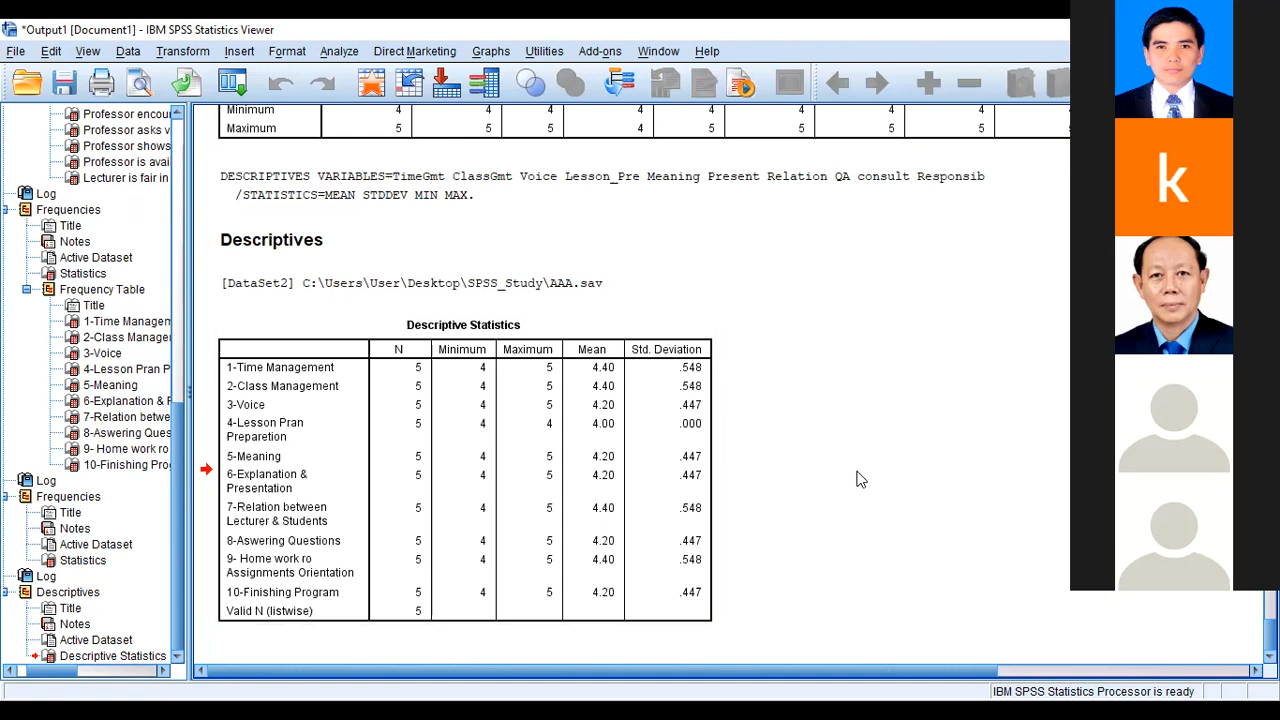 *Output1 [Document1] - IBM SPSS Statistics Viewer
File Edit View Data Transform Insert Format Analyze Direct Marketing Graphs Utilities Add-ons Window Help
Professor encou
Professor asks v
Professor shows
Professor is avai
Lecturer is fair in
Log
Frequencies
Title
Notes
Active Dataset
Statistics
Frequency Table
Title
1-Time Managem
2-Class Manage
3-Voice
4-Lesson Pran P
5-Meaning
6-Explanation & F
7-Relation betwe
8-Aswering Ques
9- Home work ro
10-Finishing Pro
Log
Frequencies
Title
Notes
Active Dataset
Statistics
Log
Descriptives
Title
Notes
Active Dataset
Descriptive Statistics
Minimum 4 4 4 4 4 4 4 4
Maximum 5 5 5 4 5 5 5 5
DESCRIPTIVES VARIABLES=TimeGmt ClassGmt Voice Lesson_Pre Meaning Present Relation QA consult Responsib
/STATISTICS=MEAN STDDEV MIN MAX.
Descriptives
[DataSet2] C:\Users\User\Desktop\SPSS_Study\AAA.sav
Descriptive Statistics
N Minimum Maximum Mean Std. Deviation
1-Time Management 5 4 5 4.40 .548
2-Class Management 5 4 5 4.40 .548
3-Voice 5 4 5 4.20 .447
4-Lesson Pran 5 4 4 4.00 .000
Preparetion
5-Meaning 5 4 5 4.20 .447
6-Explanation & 5 4 5 4.20 .447
Presentation
7-Relation between 5 4 5 4.40 .548
Lecturer & Students
8-Aswering Questions 5 4 5 4.20 .447
9- Home work ro 5 4 5 4.40 .548
Assignments Orientation
10-Finishing Program 5 4 5 4.20 .447
Valid N (listwise) 5
k
IBM SPSS Statistics Processor is ready